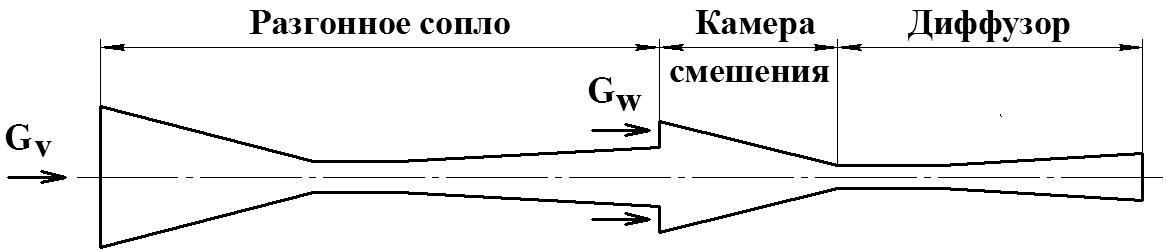 Разгонное сопло
Камера
смешения
Диффузор
Gw
Gv